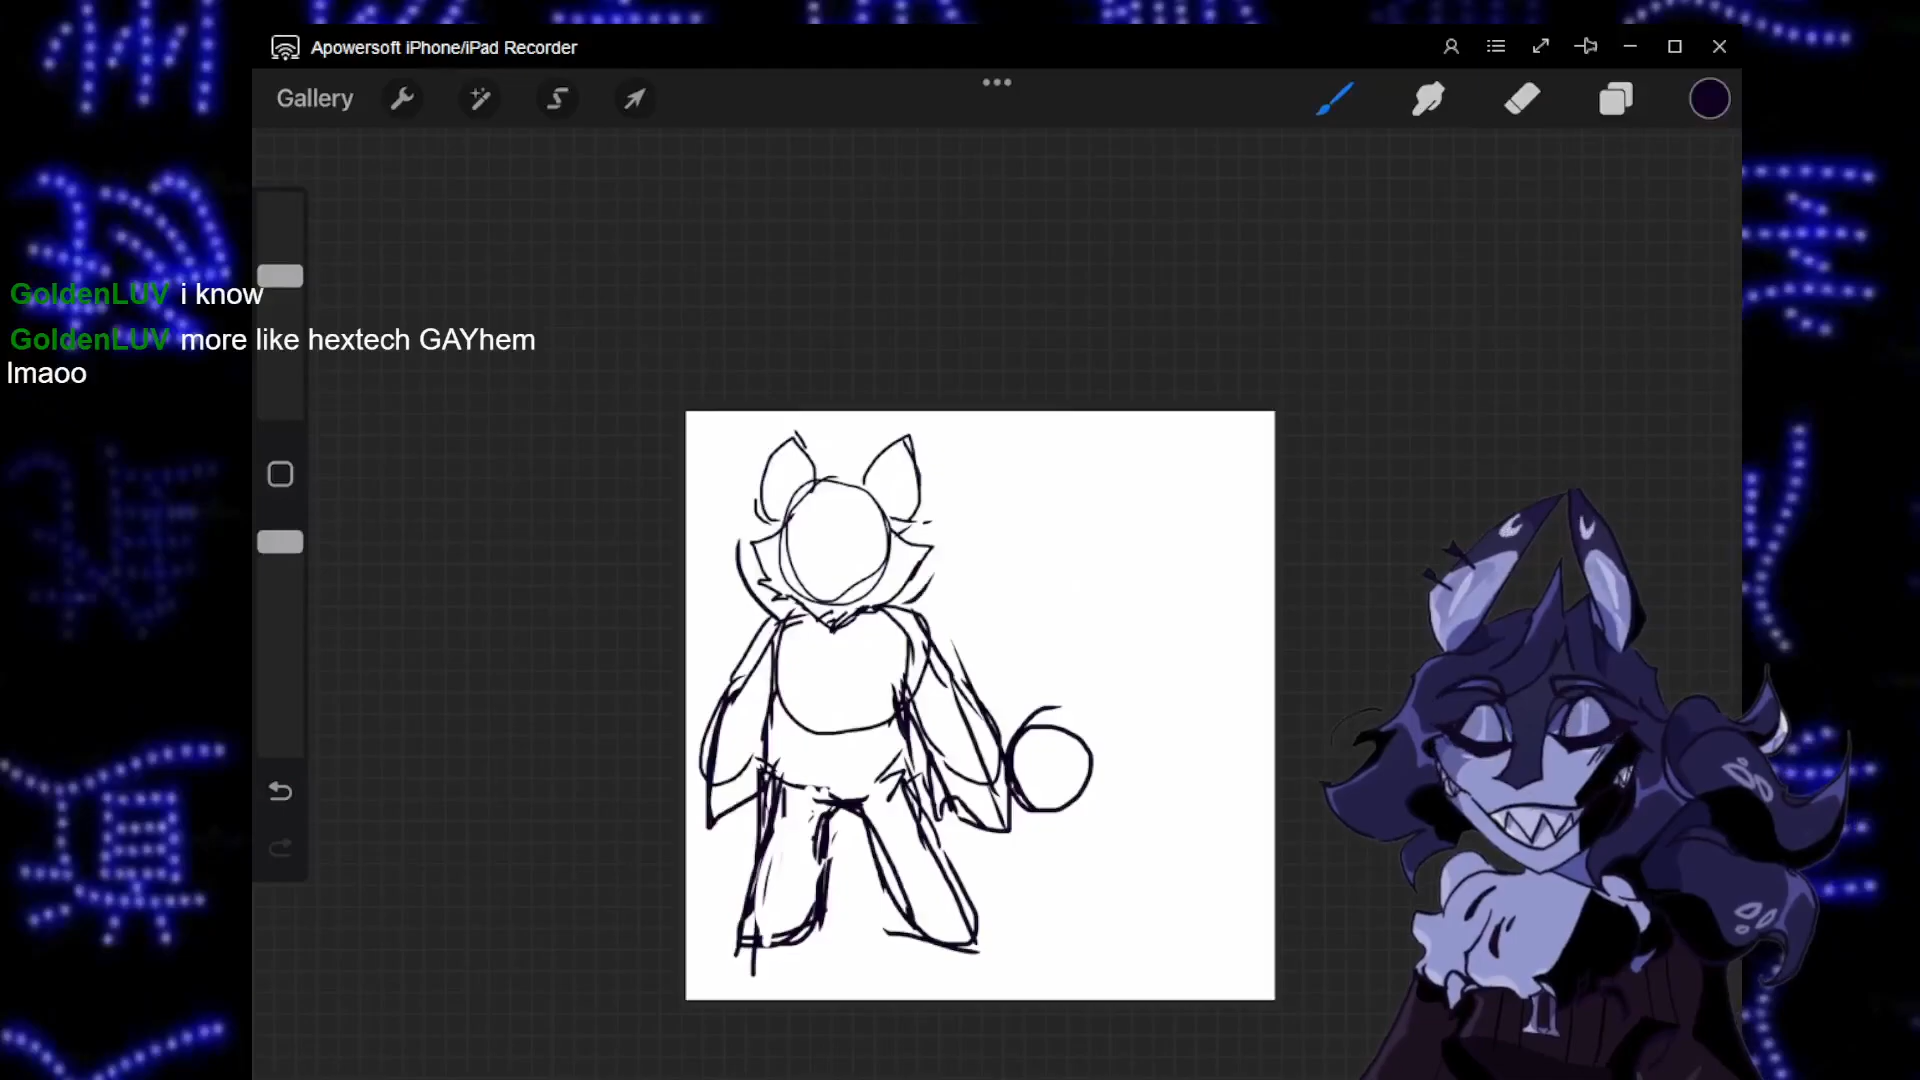 Apowersoft iPhone/iPad Recorder
Gallery
GoldenLUV i know
GoldenLUV more like hextech GAYhem
lmaoo